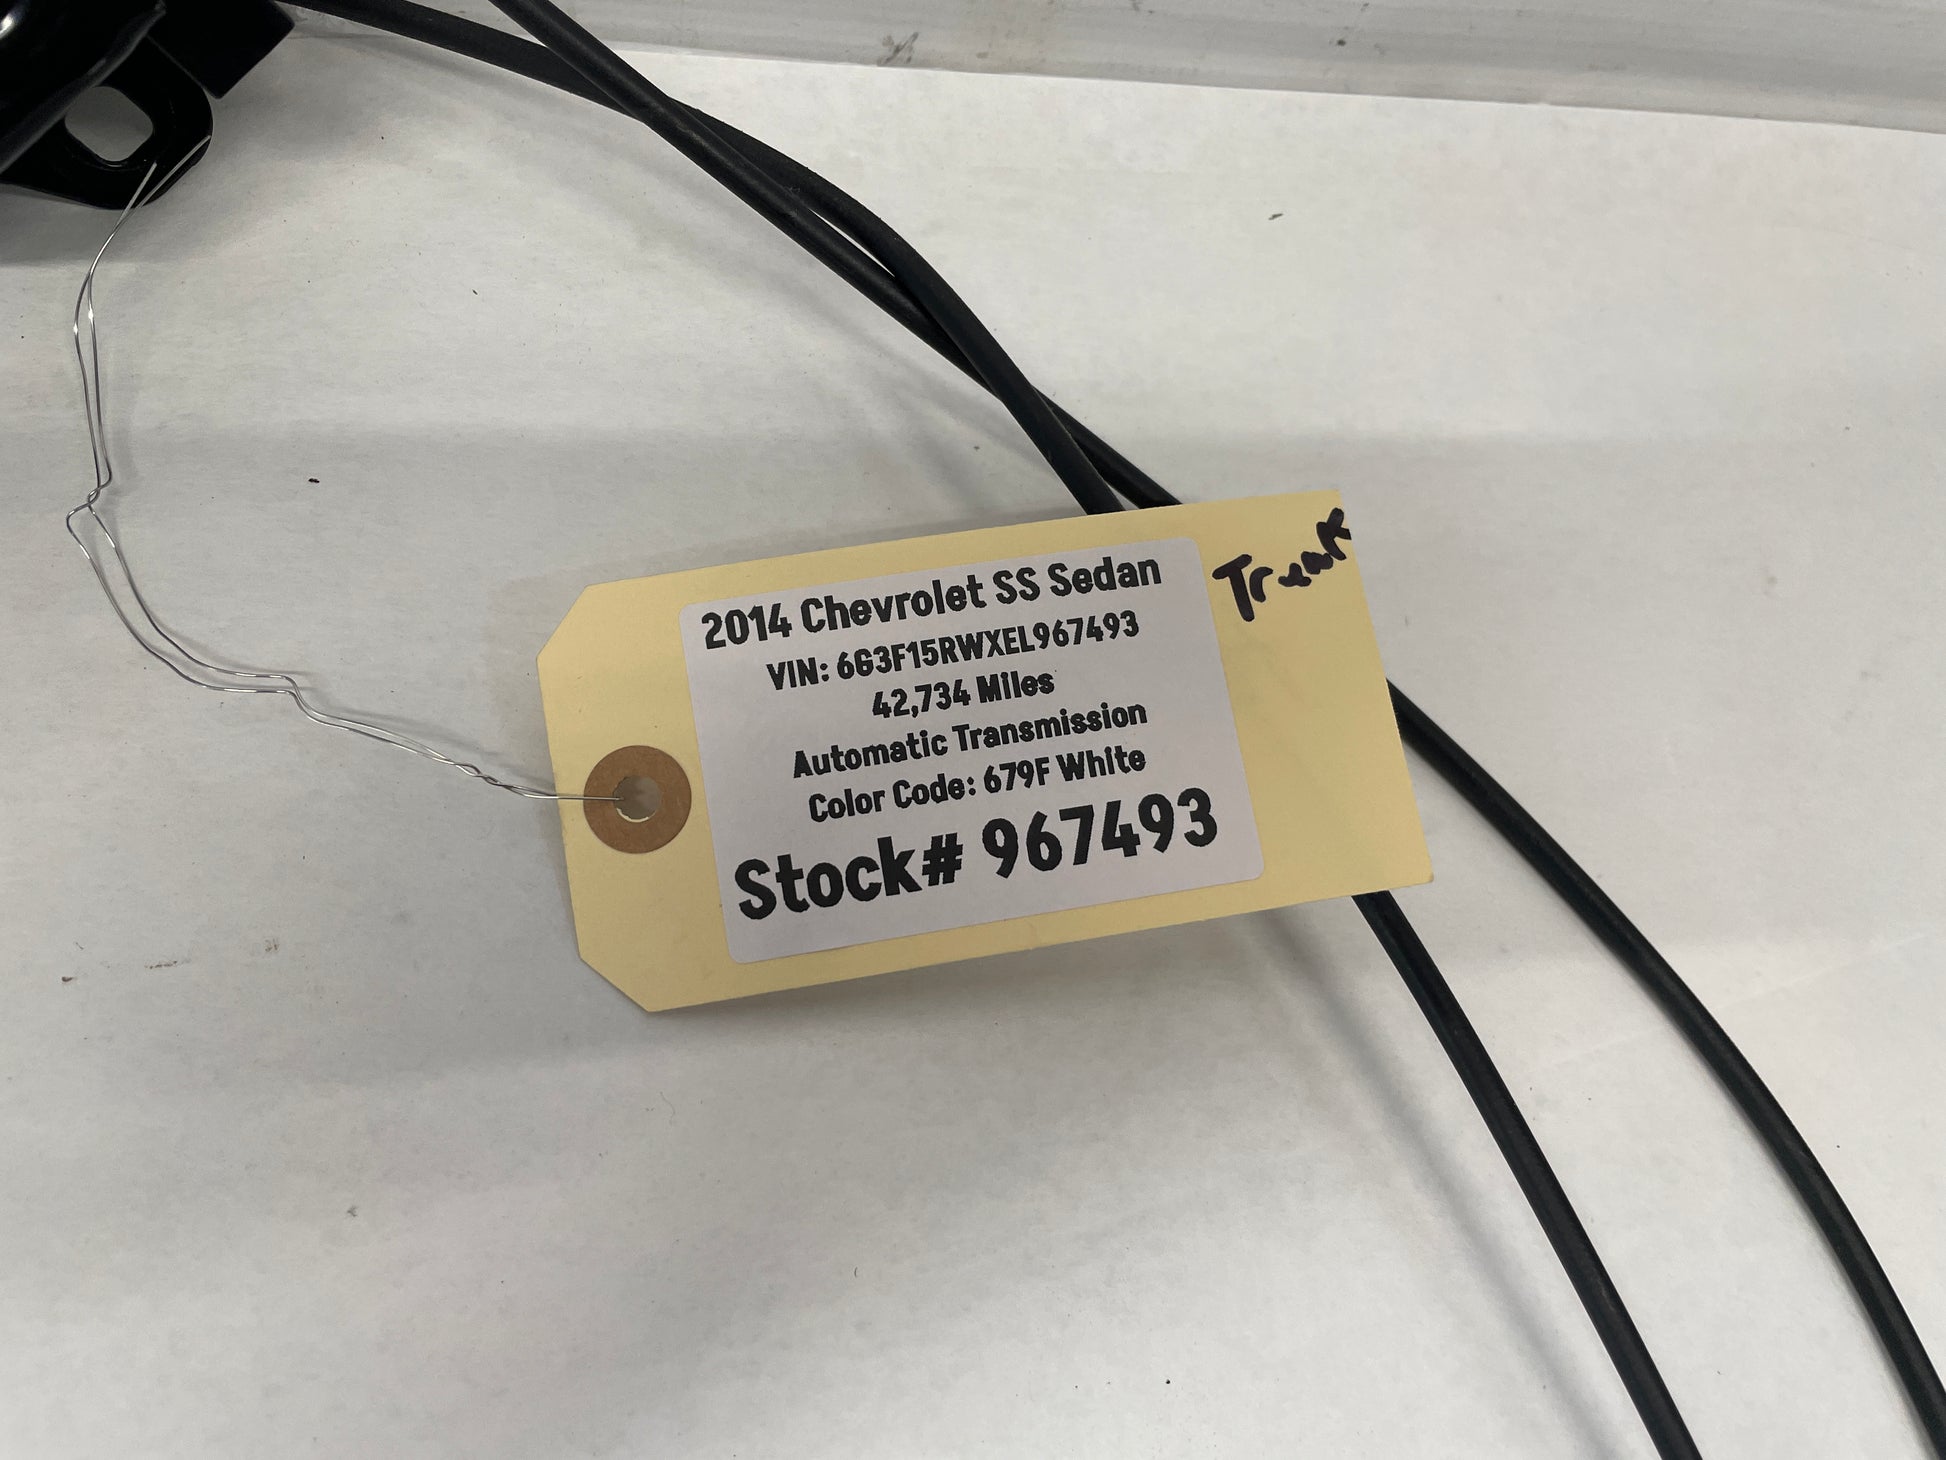 2014 Chevrolet SS Sedan
VIN: 6G3F15RWXEL967493
42,734 Miles
Automatic Transmission
Color Code: 679F White
Stock# 967493
Trunk